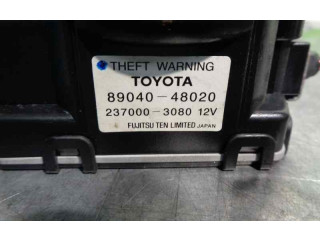 THEFT WARNING
TOYOTA
89040-48020
237000-3080 12V
FUJITSU TEN LIMITED JAPAN